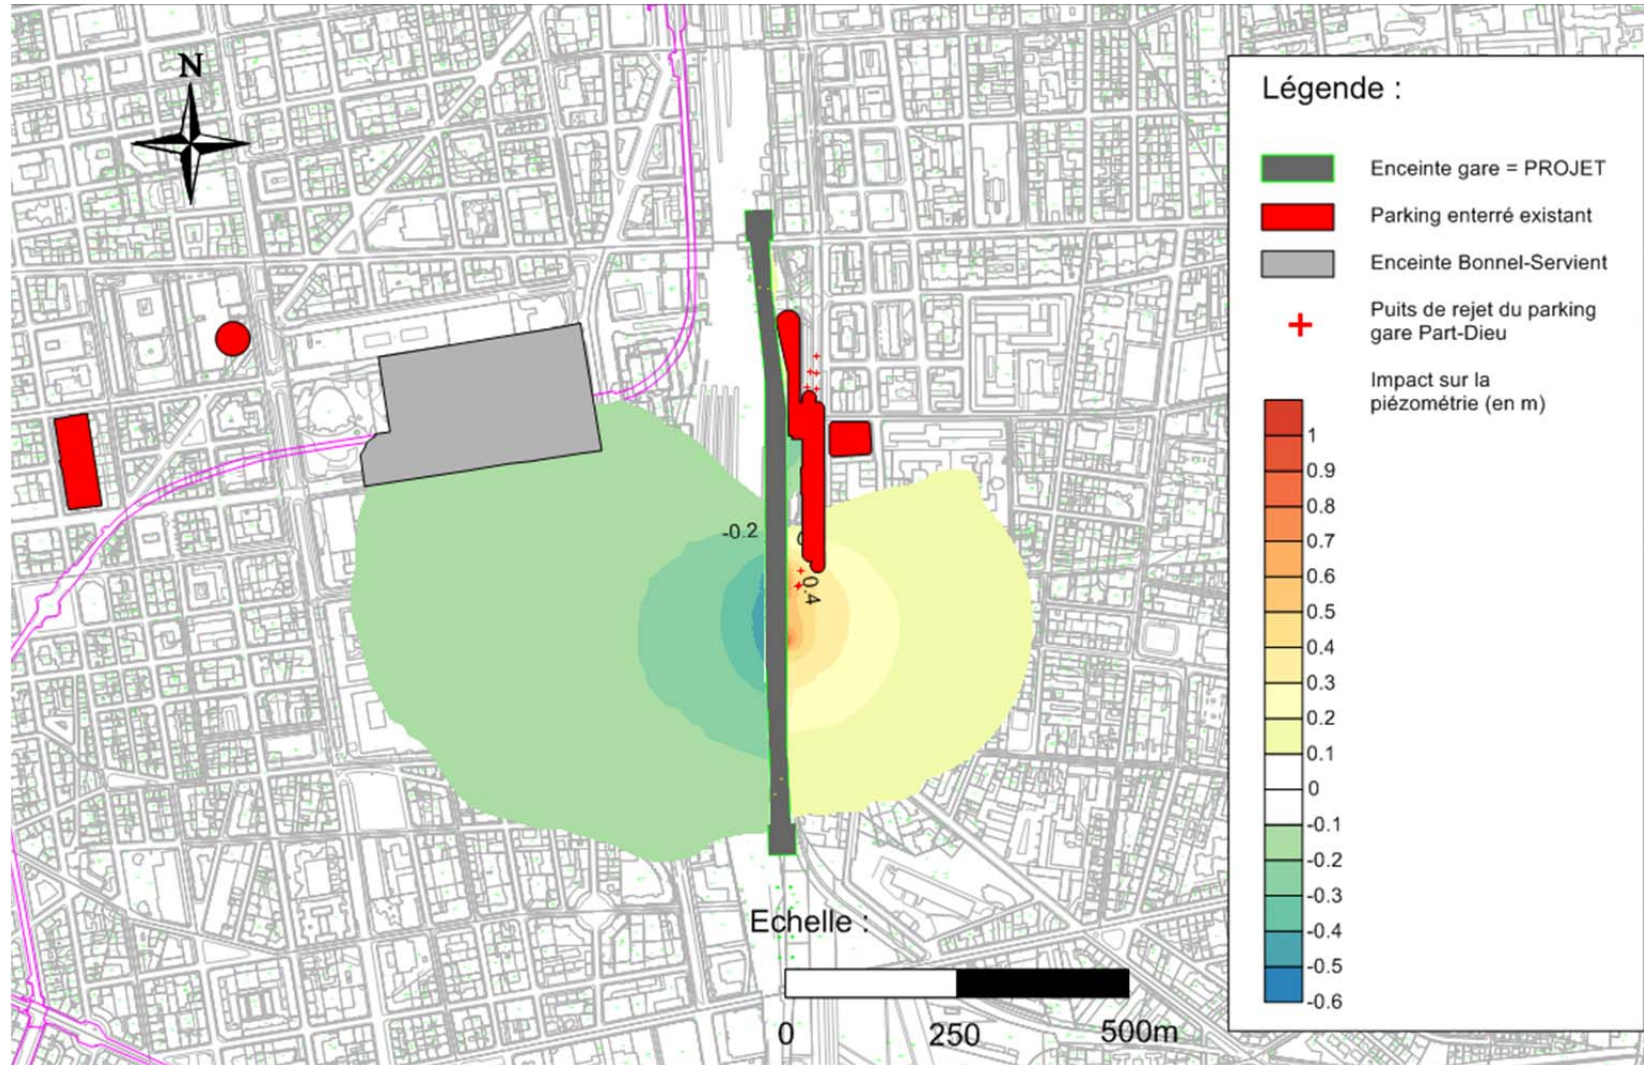 N
Légende :
Enceinte gare = PROJET
Parking enterré existant
Enceinte Bonnel-Servient
Puits de rejet du parking
gare Part-Dieu
Impact sur la
piézométrie (en m)
1
0.9
0.8
0.7
0.6
0.5
0.4
0.3
0.2
0.1
0
-0.1
-0.2
-0.3
-0.4
-0.5
-0.6
-0.2
0.4
Echelle :
0 250 500m